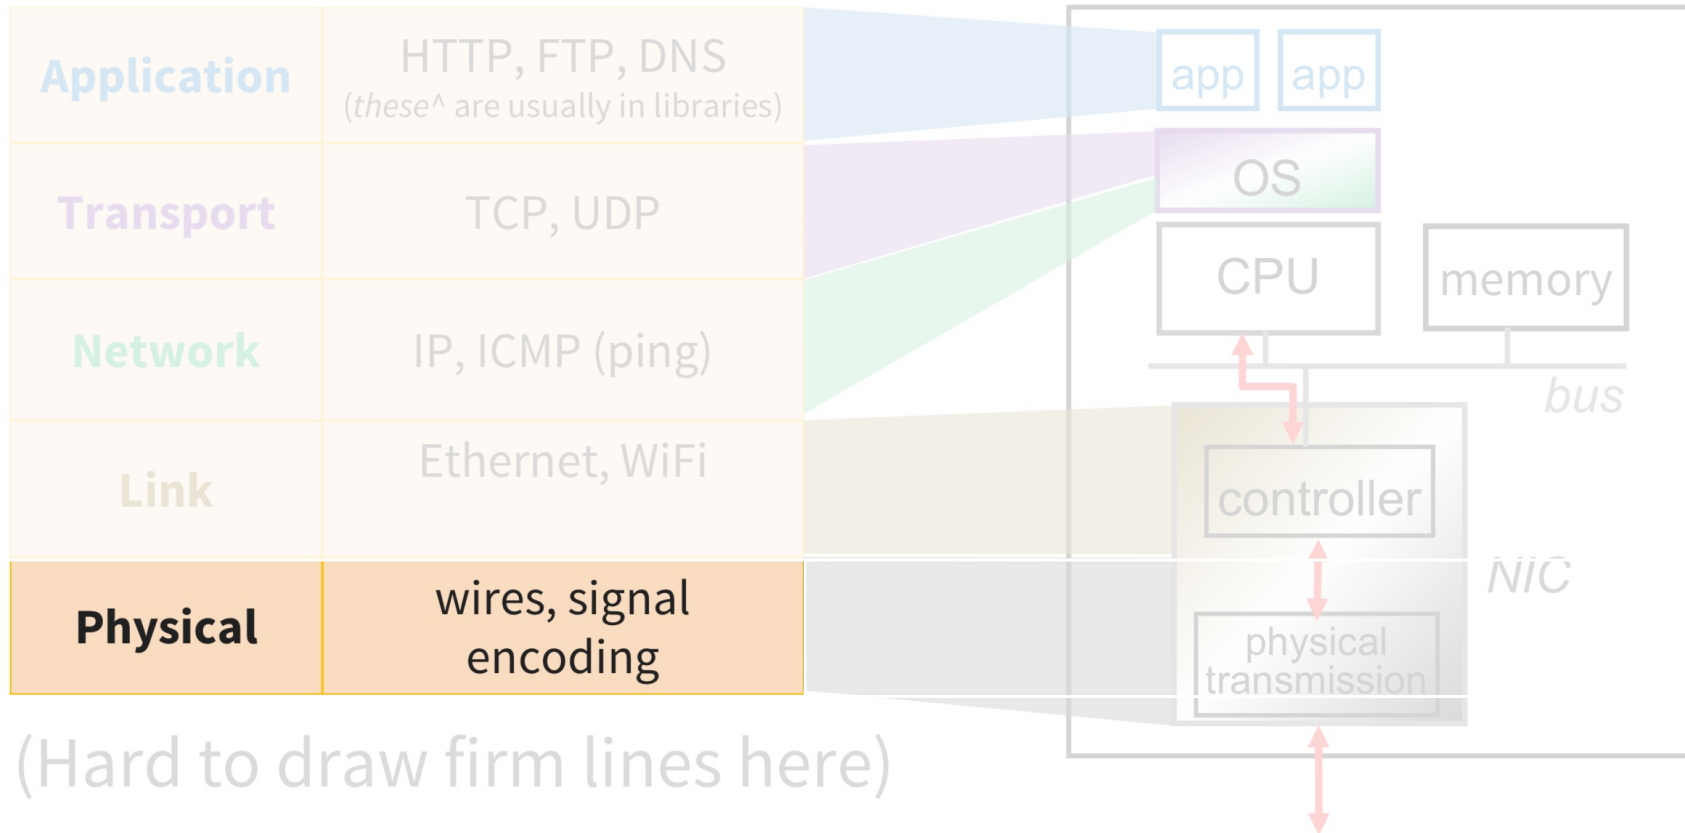 Application
HTTP, FTP, DNS
(these^ are usually in libraries)
Transport
TCP, UDP
Network
IP, ICMP (ping)
Link
Ethernet, WiFi
Physical
wires, signal
encoding
(Hard to draw firm lines here)
app
app
OS
CPU
memory
bus
controller
NIC
physical
transmission